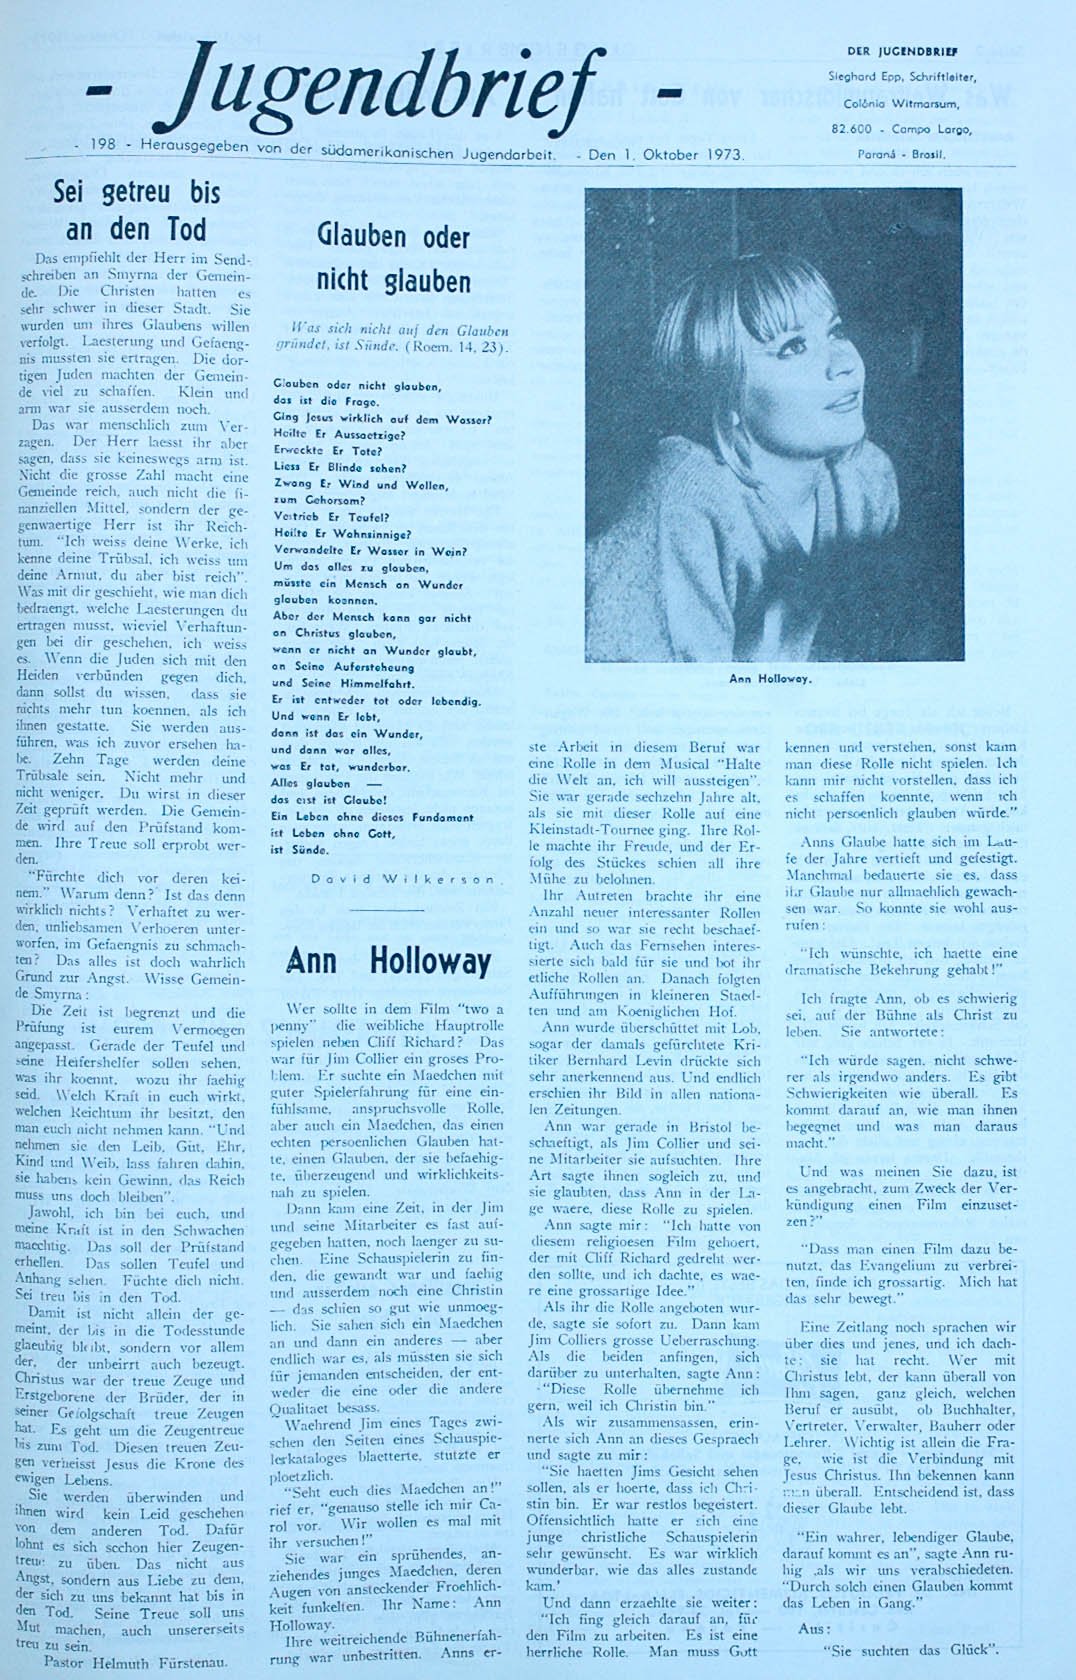 - Jugendbrief -
- 198 - Herausgegeben von der südamerikanischen Jugendarbeit. - Den 1. Oktober 1973.
DER JUGENDBRIEF
Sieghard Epp, Schriftleiter,
Colônia Witmarsum,
82.600 - Campo Largo,
Paraná - Brasil.
Sei getreu bis
an den Tod
Das empfiehlt der Herr im Send-
schreiben an Smyrna der Gemein-
de. Die Christen hatten es
sehr schwer in dieser Stadt. Sie
wurden um ihres Glaubens willen
verfolgt. Laesterung und Gefaeng-
nis mussten sie ertragen. Die dor-
tigen Juden machten der Gemein-
de viel zu schaffen. Klein und
arm war sie ausserdem noch.
Das war menschlich zum Ver-
zagen. Der Herr laesst ihr aber
sagen, dass sie keineswegs arm ist.
Nicht die grosse Zahl macht eine
Gemeinde reich, auch nicht die fi-
nanziellen Mittel, sondern der ge-
genwaertige Herr ist ihr Reich-
tum. "Ich weiss deine Werke, ich
kenne deine Trübsal, ich weiss um
deine Armut, du aber bist reich".
Was mit dir geschieht, wie man dich
bedraengt, welche Laesterungen du
ertragen musst, wieviel Verhaftun-
gen bei dir geschehen, ich weiss
es. Wenn die Juden sich mit den
Heiden verbünden gegen dich,
dann sollst du wissen, dass sie
nichts mehr tun koennen, als ich
ihnen gestatte. Sie werden aus-
führen, was ich zuvor ersehen ha-
be. Zehn Tage werden deine
Trübsale sein. Nicht mehr und
nicht weniger. Du wirst in dieser
Zeit geprüft werden. Die Gemein-
de wird auf den Prüfstand kom-
men. Ihre Treue soll erprobt wer-
den.
"Fürchte dich vor deren kei-
nem." Warum denn? Ist das denn
wirklich nichts? Verhaftet zu wer-
den, unliebsamen Verhoeren unter-
worfen, im Gefaengnis zu schmach-
ten? Das alles ist doch wahrlich
Grund zur Angst. Wisse Gemein-
de Smyrna:
Die Zeit ist begrenzt und die
Prüfung ist eurem Vermoegen
angepasst. Gerade der Teufel und
seine Helfershelfer sollen sehen,
was ihr koennt, wozu ihr faehig
seid. Welch Kraft in euch wirkt,
welchen Reichtum ihr besitzt, den
man euch nicht nehmen kann. "Und
nehmen sie den Leib, Gut, Ehr,
Kind und Weib, lass fahren dahin,
sie habens kein Gewinn, das Reich
muss uns doch bleiben".
Jawohl, ich bin bei euch, und
meine Kraft ist in den Schwachen
maechtig. Das soll der Prüfstand
erhellen. Das sollen Teufel und
Anhang sehen. Füchte dich nicht.
Sei treu bis in den Tod.
Damit ist nicht allein der ge-
meint, der bis in die Todesstunde
glaeubig bleibt, sondern vor allem
der, der unbeirrt auch bezeugt.
Christus war der treue Zeuge und
Erstgeborene der Brüder, der in
seiner Gefolgschaft treue Zeugen
hat. Es geht um die Zeugentreue
bis zum Tod. Diesen treuen Zeu-
gen verheisst Jesus die Krone des
ewigen Lebens.
Sie werden überwinden und
ihnen wird kein Leid geschehen
von dem anderen Tod. Dafür
lohnt es sich scchon hier Zeugen-
treue zu üben. Das nicht aus
Angst, sondern aus Liebe zu dem,
der sich zu uns bekannt hat bis in
den Tod. Seine Treue soll uns
Mut machen, auch unsererseits
treu zu sein.
Pastor Helmuth Fürstenau.
Glauben oder
nicht glauben
Was sich nicht auf den Glauben
gründet, ist Sünde. (Roem. 14, 23).
Glauben oder nicht glauben,
das ist die Frage.
Ging Jesus wirklich auf dem Wasser?
Heilte Er Aussaetzige?
Erweckte Er Tote?
Liess Er Blinde sehen?
Zwang Er Wind und Wellen,
zum Gehorsam?
Vertrieb Er Teufel?
Heilte Er Wahnsinnige?
Verwandelte Er Wasser in Wein?
Um das alles zu glauben,
müsste ein Mensch an Wunder
glauben koennen.
Aber der Mensch kann gar nicht
an Christus glauben,
wenn er nicht an Wunder glaubt,
an Seine Auferstehung
und Seine Himmelfahrt.
Er ist entweder tot oder lebendig.
Und wenn Er lebt,
dann ist das ein Wunder,
und dann war alles,
was Er tat, wunderbar.
Alles glauben —
das erst ist Glaube!
Ein Leben ohne dieses Fundament
ist Leben ohne Gott,
ist Sünde.
David Wilkerson.
Ann Holloway
Wer sollte in dem Film "two a
penny" die weibliche Hauptrolle
spielen neben Cliff Richard? Das
war für Jim Collier ein groses Pro-
blem. Er suchte ein Maedchen mit
guter Spielerfahrung für eine ein-
fühlsame, anspruchsvolle Rolle,
aber auch ein Maedchen, das einen
echten persoenlichen Glauben hat-
te, einen Glauben, der sie befaehig-
te, überzeugend und wirklichkeits-
nah zu spielen.
Dann kam eine Zeit, in der Jim
und seine Mitarbeiter es fast auf-
gegeben hatten, noch laenger zu su-
chen. Eine Schauspielerin zu fin-
den, die gewandt war und faehig
und ausserdem noch eine Christin
— das schien so gut wie unmoeg-
lich. Sie sahen sich ein Maedchen
an und dann ein anderes — aber
endlich war es, als müssten sie sich
für jemanden entscheiden, der ent-
weder die eine oder die andere
Qualitaet besass.
Waehrend Jim eines Tages zwi-
schen den Seiten eines Schauspie-
lerkataloges blaetterte, stutzte er
ploetzlich.
"Seht euch dies Maedchen an!"
rief er, "genauso stelle ich mir Ca-
rol vor. Wir wollen es mal mit
ihr versuchen!"
Sie war ein sprühendes, an-
ziehendes junges Maedchen, deren
Augen von ansteckender Froehlich-
keit funkelten. Ihr Name: Ann
Holloway.
Ihre weitreichende Bühnenerfah-
rung war unbestritten. Anns er-
Ann Holloway.
ste Arbeit in diesem Beruf war
eine Rolle in dem Musical "Halte
die Welt an, ich will aussteigen".
Sie war gerade sechzehn Jahre alt,
als sie mit dieser Rolle auf eine
Kleinstadt-Tournee ging. Ihre Rol-
le machte ihr Freude, und der Er-
folg des Stückes schien all ihre
Mühe zu belohnen.
Ihr Autreten brachte ihr eine
Anzahl neuer interessanter Rollen
ein und so war sie recht beschaef-
tigt. Auch das Fernsehen interes-
sierte sich bald für sie und bot ihr
etliche Rollen an. Danach folgten
Aufführungen in kleineren Staed-
ten und am Koeniglichen Hof.
Ann wurde überschüttet mit Lob,
sogar der damals gefürchtete Kri-
tiker Bernhard Levin drückte sich
sehr anerkennend aus. Und endlich
erschien ihr Bild in allen nationa-
len Zeitungen.
Ann war gerade in Bristol be-
schaeftigt, als Jim Collier und sei-
ne Mitarbeiter sie aufsuchten. Ihre
Art sagte ihnen sogleich zu, und
sie glaubten, dass Ann in der La-
ge waere, diese Rolle zu spielen.
Ann sagte mir: "Ich hatte von
diesem religioesen Film gehoert,
der mit Cliff Richard gedreht wer-
den sollte, und ich dachte, es wae-
re eine grossartige Idee."
Als ihr die Rolle angeboten wur-
de, sagte sie sofort zu. Dann kam
Jim Colliers grosse Ueberraschung.
Als die beiden anfingen, sich
darüber zu unterhalten, sagte Ann:
"Diese Rolle übernehme ich
gern, weil ich Christin bin."
Als wir zusammensassen, erin-
nerte sich Ann an dieses Gespraech
und sagte zu mir:
"Sie haetten Jims Gesicht sehen
sollen, als er hoerte, dass ich Chri-
stin bin. Er war restlos begeistert.
Offensichtlich hatte er sich eine
junge christliche Schauspielerin
sehr gewünscht. Es war wirklich
wunderbar, wie das alles zustande
kam.'
Und dann erzaehlte sie weiter:
"Ich fing gleich darauf an, für
den Film zu arbeiten. Es ist eine
herrliche Rolle. Man muss Gott
kennen und verstehen, sonst kann
man diese Rolle nicht spielen. Ich
kann mir nicht vorstellen, dass ich
es schaffen koennte, wenn ich
nicht persoenlich glauben würde."
Anns Glaube hatte sich im Lau-
fe der Jahre vertieft und gefestigt.
Manchmal bedauerte sie es, dass
ihr Glaube nur allmaehlich gewach-
sen war. So konnte sie wohl aus-
rufen:
"Ich wünschte, ich haette eine
dramatische Bekehrung gehabt!"
Ich fragte Ann, ob es schwierig
sei, auf der Bühne als Christ zu
leben. Sie antwortete:
"Ich würde sagen, nicht schwe-
rer als irgendwo anders. Es gibt
Schwierigkeiten wie überall. Es
kommt darauf an, wie man ihnen
begegnet und was man daraus
macht."
Und was meinen Sie dazu, ist
es angebracht, zum Zweck der Ver-
kündigung einen Film einzuset-
zen?"
"Dass man einen Film dazu be-
nutzt, das Evangelium zu verbrei-
ten, finde ich grossartig. Mich hat
das sehr bewegt."
Eine Zeitlang noch sprachen wir
über dies und jenes, und ich dach-
te: sie hat recht. Wer mit
Christus lebt, der kann überall von
Ihm sagen, ganz gleich, welchen
Beruf er ausübt, ob Buchhalter,
Vertreter, Verwalter, Bauherr oder
Lehrer. Wichtig ist allein die Fra-
ge, wie ist die Verbindung mit
Jesus Christus. Ihn bekennen kann
man überall. Entscheidend ist, dass
dieser Glaube lebt.
"Ein wahrer, lebendiger Glaube,
darauf kommt es an", sagte Ann ru-
hig ,als wir uns verabschiedeten.
"Durch solch einen Glauben kommt
das Leben in Gang."
Aus:
"Sie suchten das Glück".